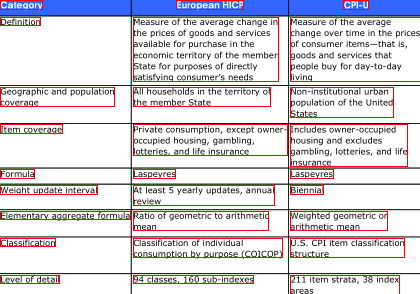 Category European HICP CPI-U
Definition
Measure of the average change in
the prices of goods and services
available for purchase in the
economic territory of the member
State for purposes of directly
satisfying consumer's needs
Measure of the average
change over time in the prices
of consumer items—that is,
goods and services that
people buy for day-to-day
living
Geographic and population
coverage
All households in the territory of
the member State
Non-institutional urban
population of the United
States
Item coverage
Private consumption, except owner-
occupied housing, gambling,
lotteries, and life insurance
Includes owner-occupied
housing and excludes
gambling, lotteries, and life
insurance
Formula
Laspeyres
Laspeyres
Weight update interval
At least 5 yearly updates, annual
review
Biennial
Elementary aggregate formula
Ratio of geometric to arithmetic
mean
Weighted geometric or
arithmetic mean
Classification
Classification of individual
consumption by purpose (COICOP)
U.S. CPI item classification
structure
Level of detail
94 classes, 160 sub-indexes
211 item strata, 38 index
areas